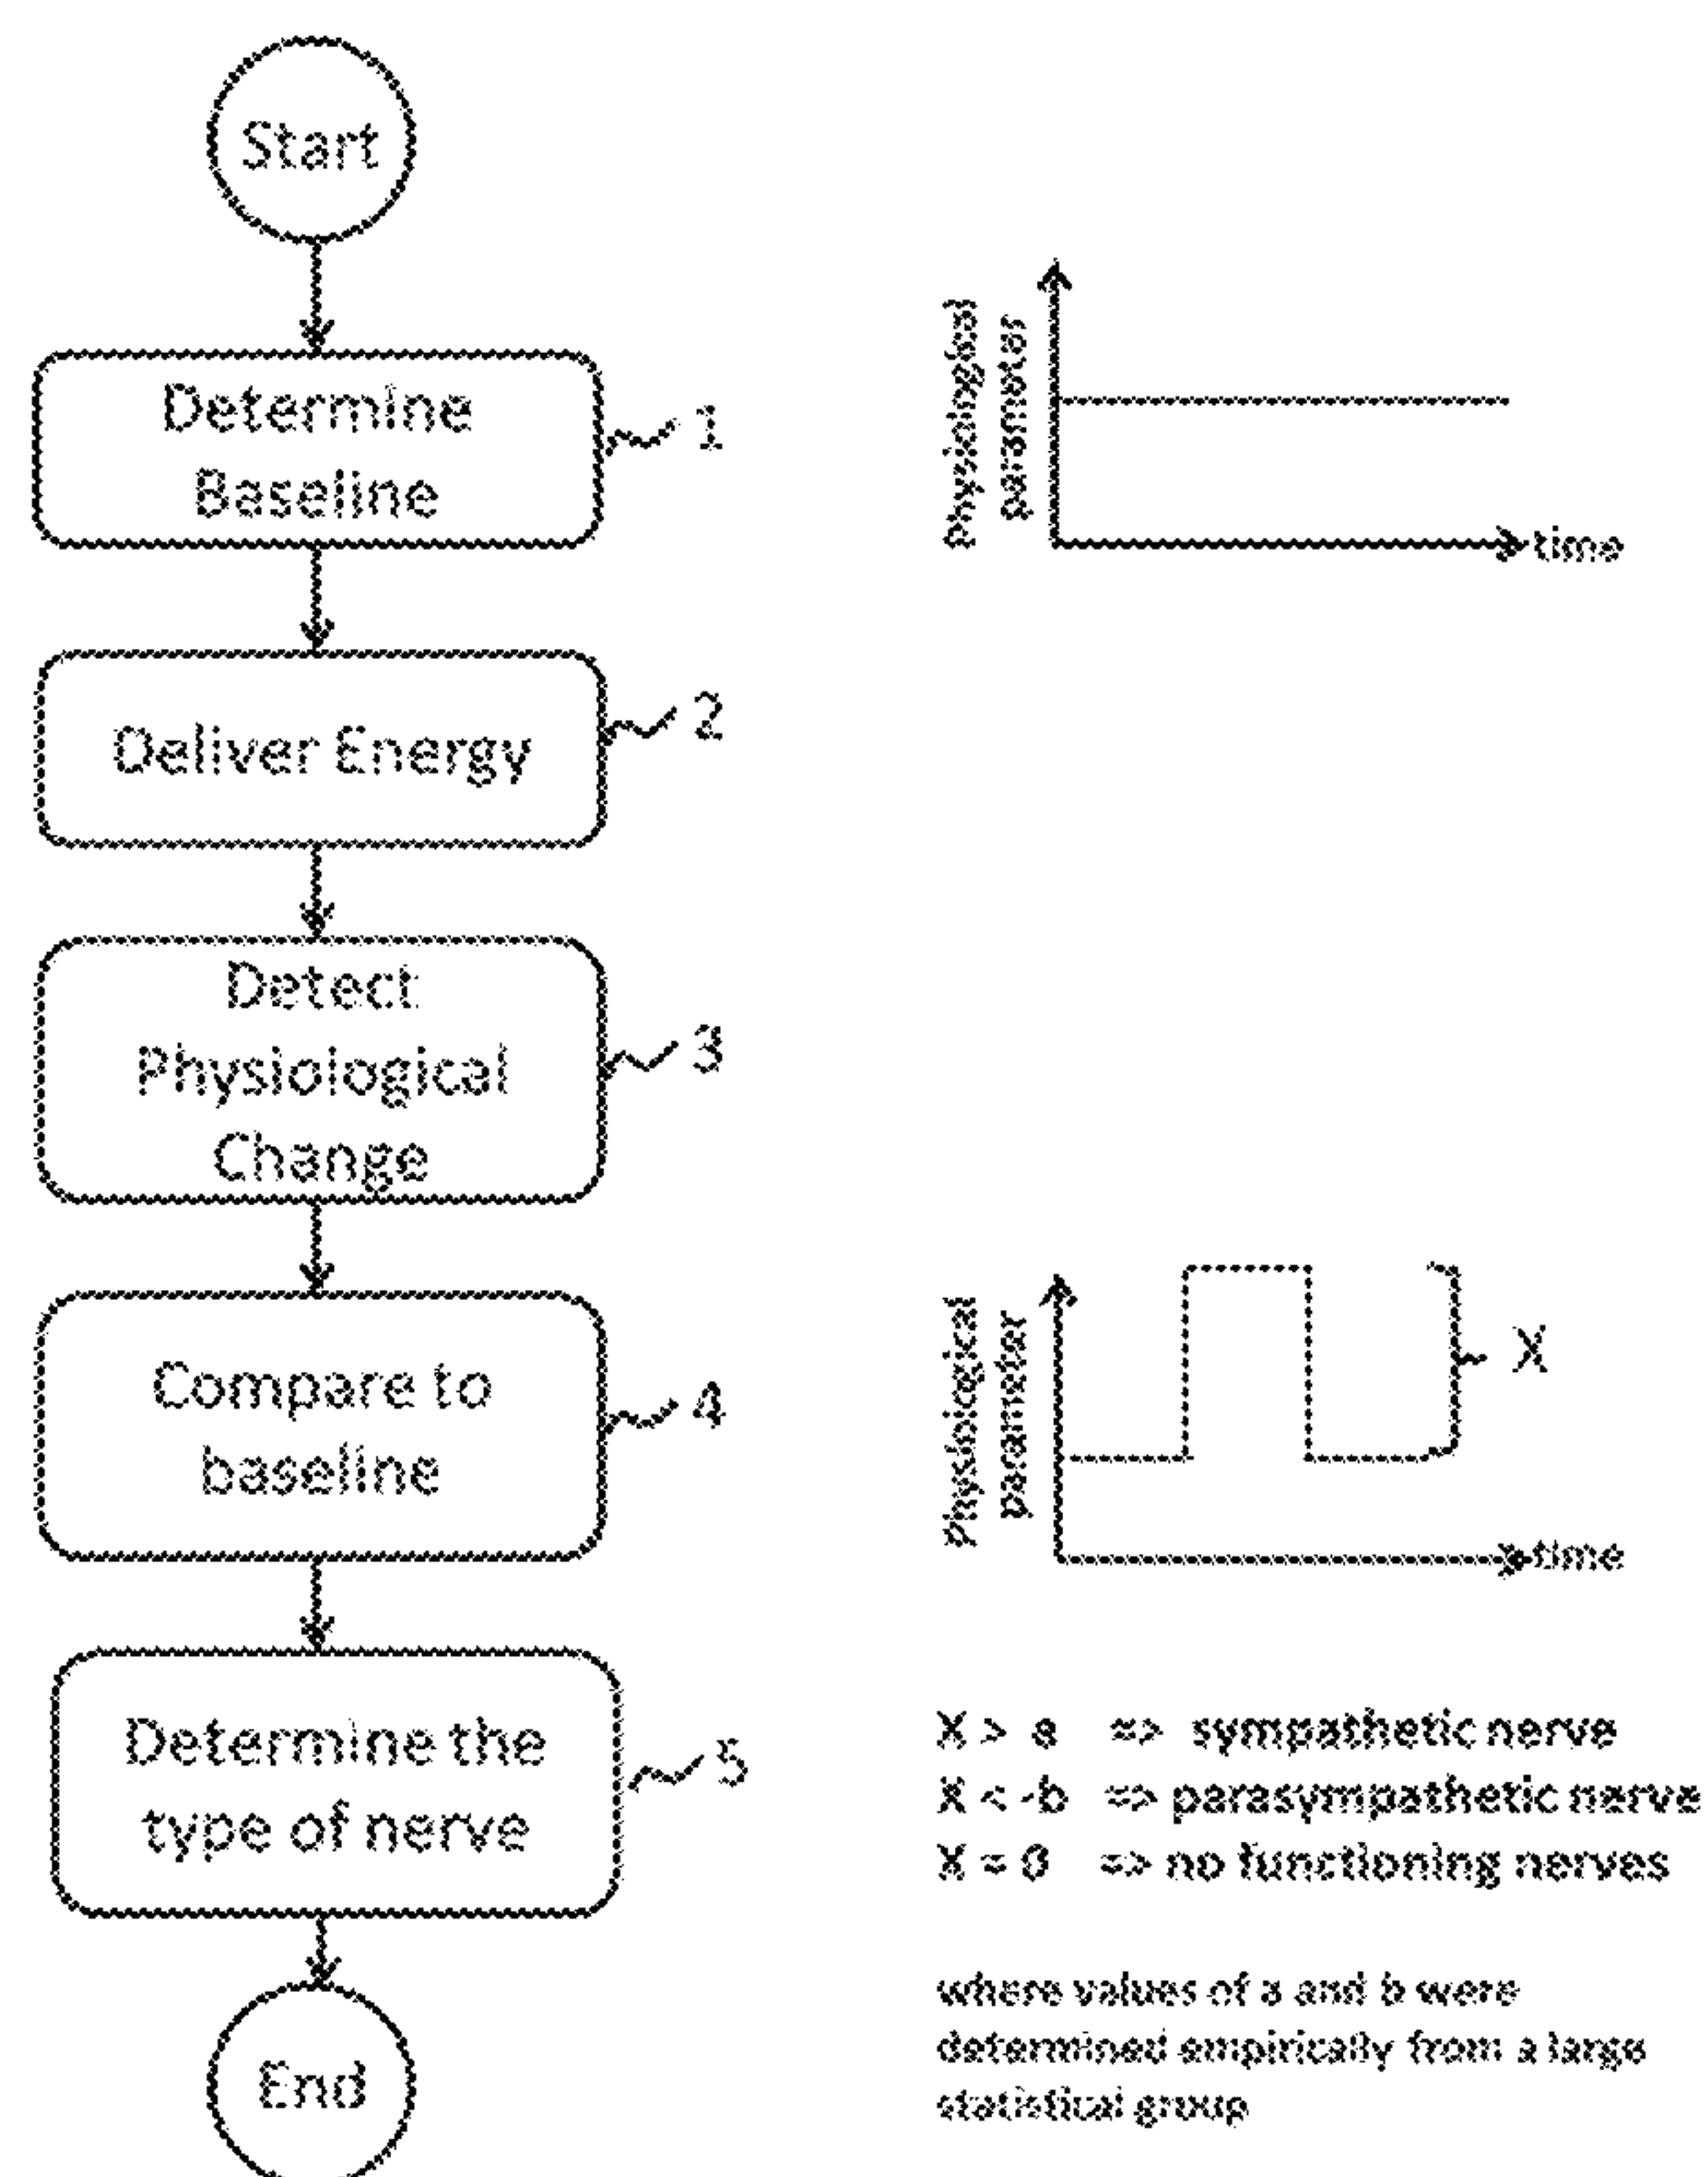 Start
Determine
Baseline
1
Deliver Energy
2
Detect
Physiological
Change
3
Compare to
baseline
4
Determine the
type of nerve
5
End
Physiological
parameter
time
Physiological
parameter
X
time
X > a => sympathetic nerve
X < -b => parasympathetic nerve
X = 0 => no functioning nerves
where values of a and b were
determined empirically from a large
statistical group